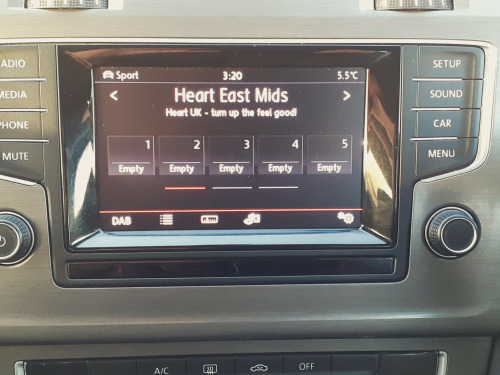 Sport 3:20 5.5°C
< Heart East Mids >
Heart UK - turn up the feel good!
1 2 3 4 5
Empty Empty Empty Empty Empty
DAB
RADIO
MEDIA
PHONE
MUTE
SETUP
SOUND
CAR
MENU
A/C OFF